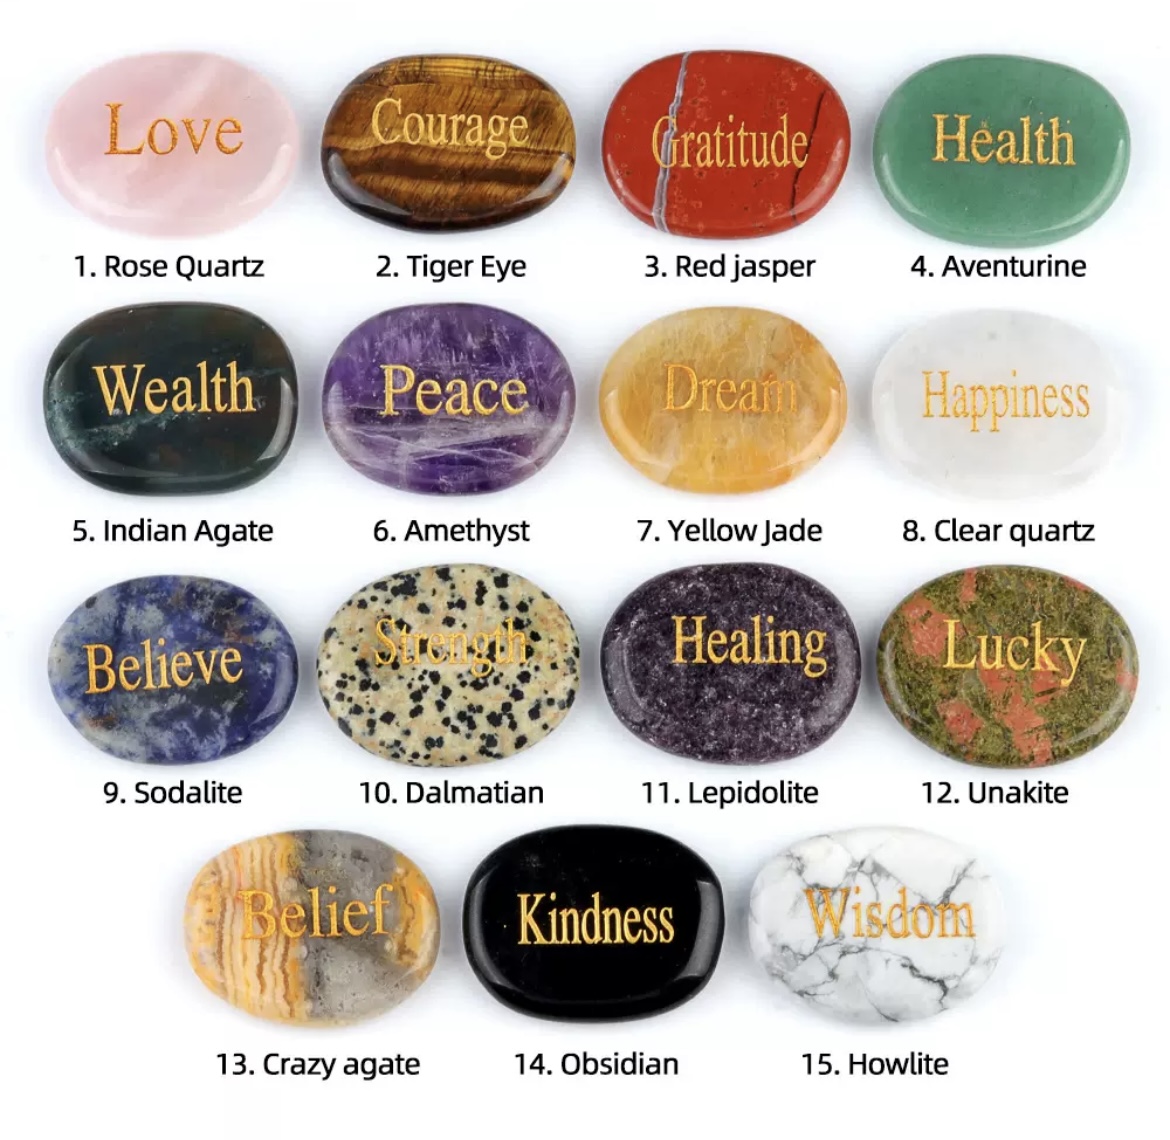 Love
Courage
Gratitude
Health
1. Rose Quartz
2. Tiger Eye
3. Red jasper
4. Aventurine
Wealth
Peace
Dream
Happiness
5. Indian Agate
6. Amethyst
7. Yellow Jade
8. Clear quartz
Believe
Strength
Healing
Lucky
9. Sodalite
10. Dalmatian
11. Lepidolite
12. Unakite
Belief
Kindness
Wisdom
13. Crazy agate
14. Obsidian
15. Howlite